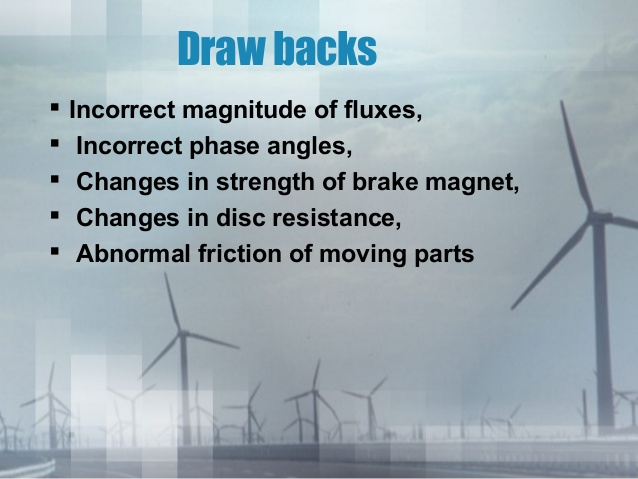 Draw backs
▪ Incorrect magnitude of fluxes,
▪ Incorrect phase angles,
▪ Changes in strength of brake magnet,
▪ Changes in disc resistance,
▪ Abnormal friction of moving parts